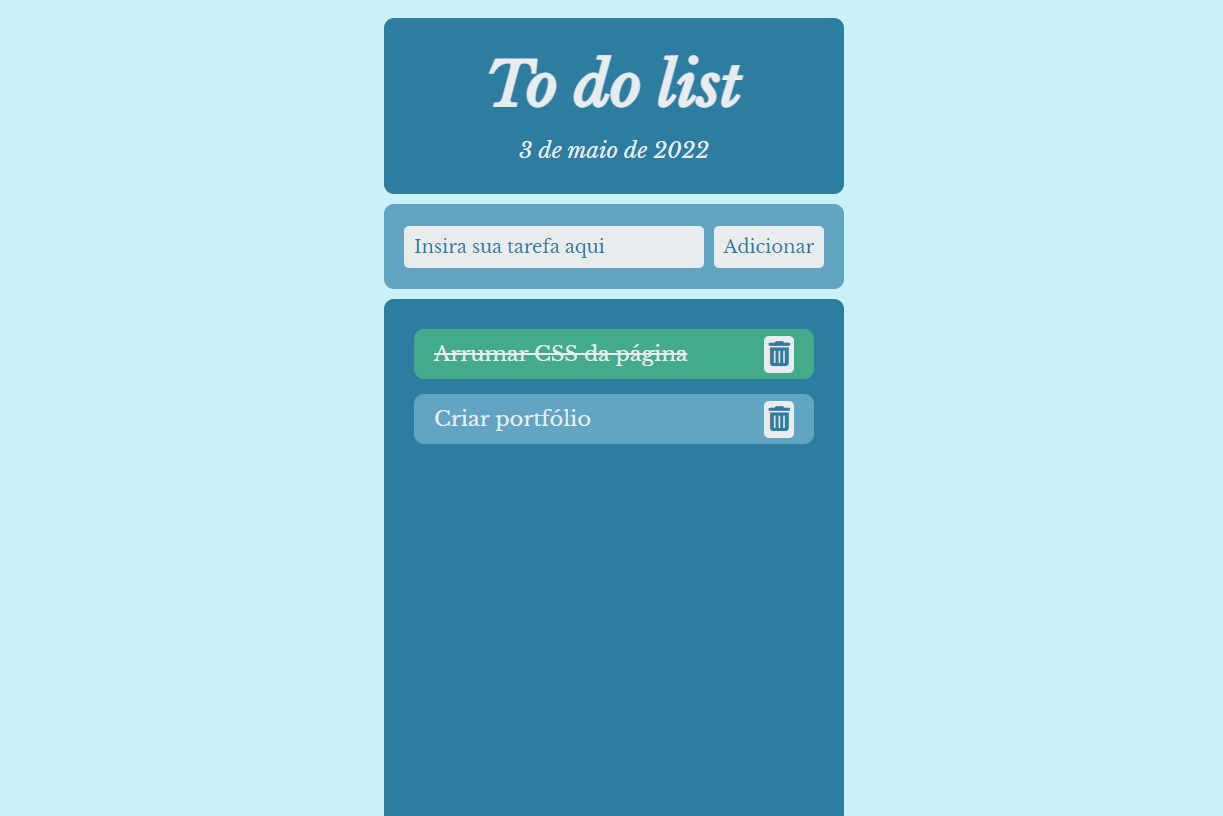 To do list
3 de maio de 2022
Insira sua tarefa aqui Adicionar
Arrumar CSS da página
Criar portfólio